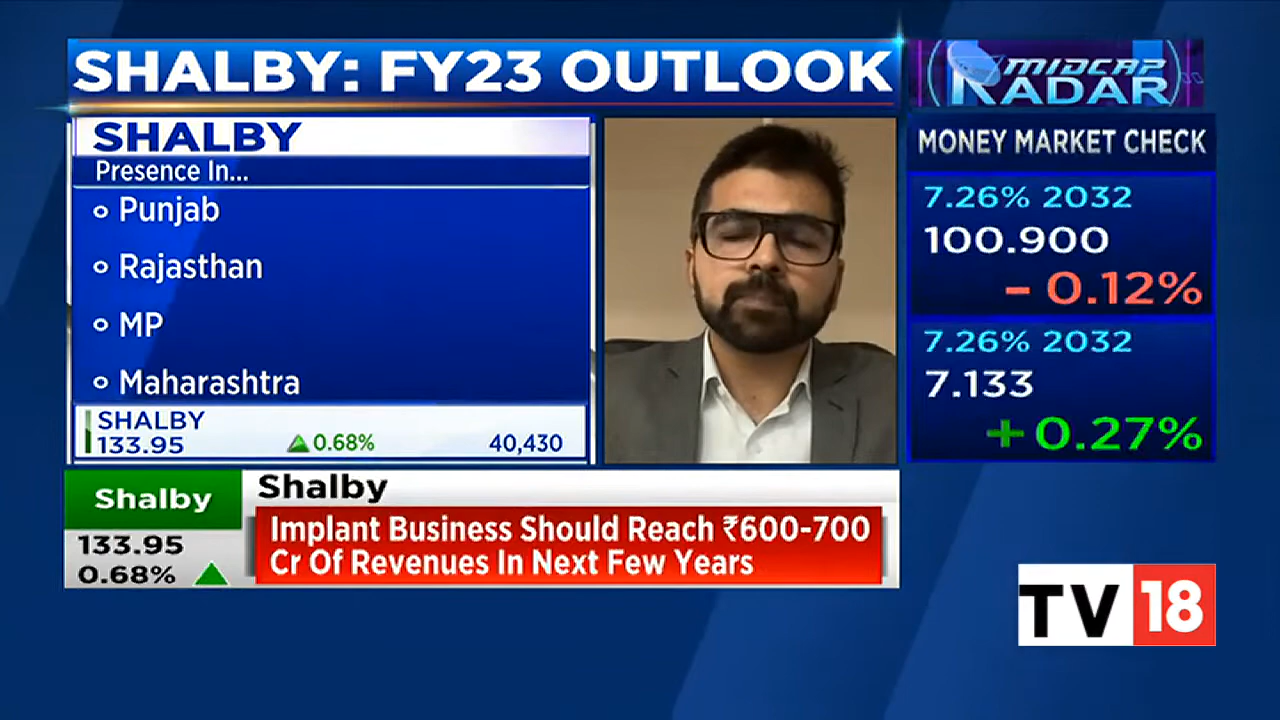 SHALBY: FY23 OUTLOOK
MIDCAP
RADAR
SHALBY
Presence In...
Punjab
Rajasthan
MP
Maharashtra
SHALBY
133.95 0.68% 40,430
MONEY MARKET CHECK
7.26% 2032
100.900
- 0.12%
7.26% 2032
7.133
+0.27%
Shalby
133.95
0.68%
Shalby
Implant Business Should Reach ₹600-700
Cr Of Revenues In Next Few Years
TV18